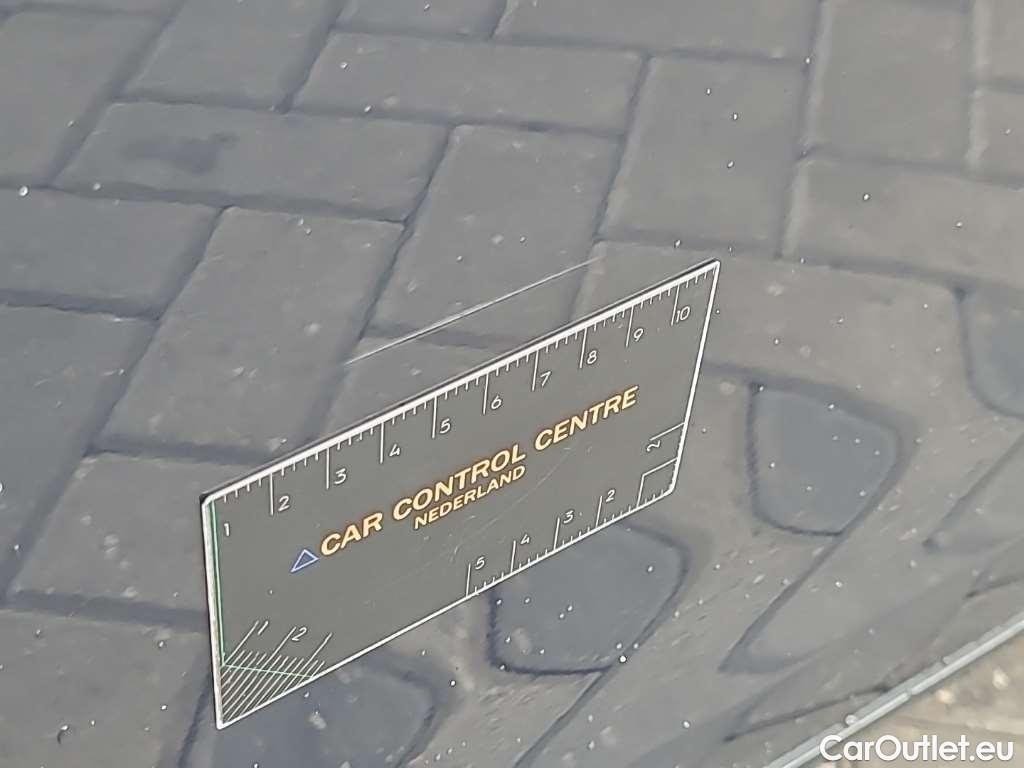 1 2 3 4 5 6 7 8 9 10
CAR CONTROL CENTRE
NEDERLAND
5 4 3 2
2
1 2
CarOutlet.eu